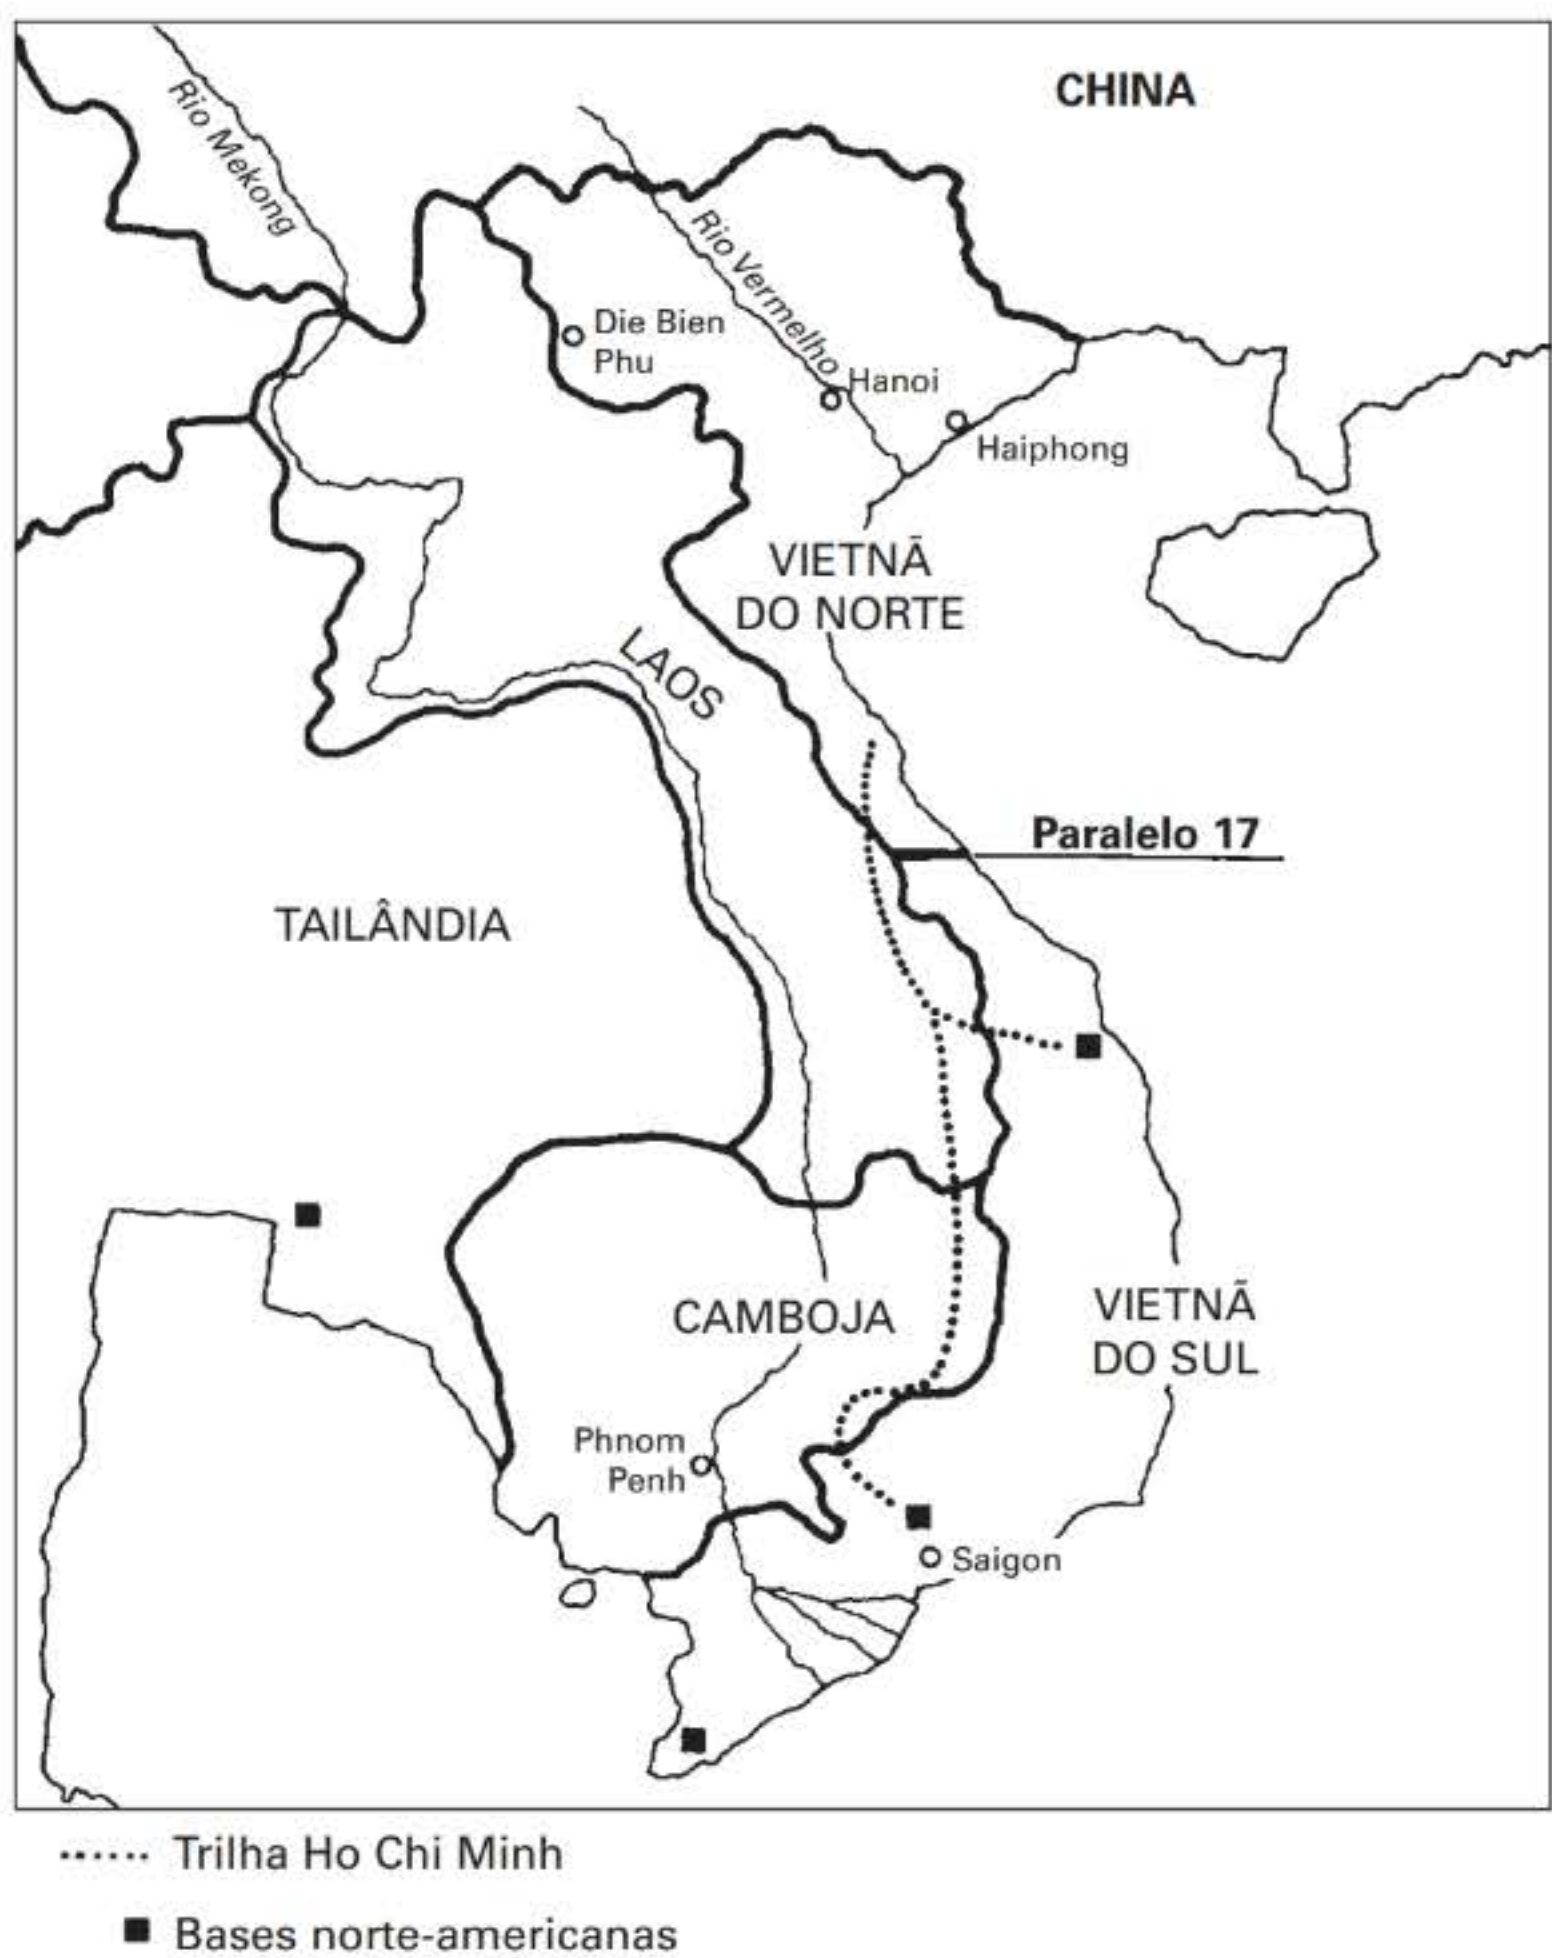 CHINA
Rio Mekong
Rio Vermelho
Die Bien
Phu
Hanoi
Haiphong
VIETNÃ
DO NORTE
LAOS
Paralelo 17
TAILÂNDIA
CAMBOJA
VIETNÃ
DO SUL
Phnom
Penh
Saigon
Trilha Ho Chi Minh
Bases norte-americanas